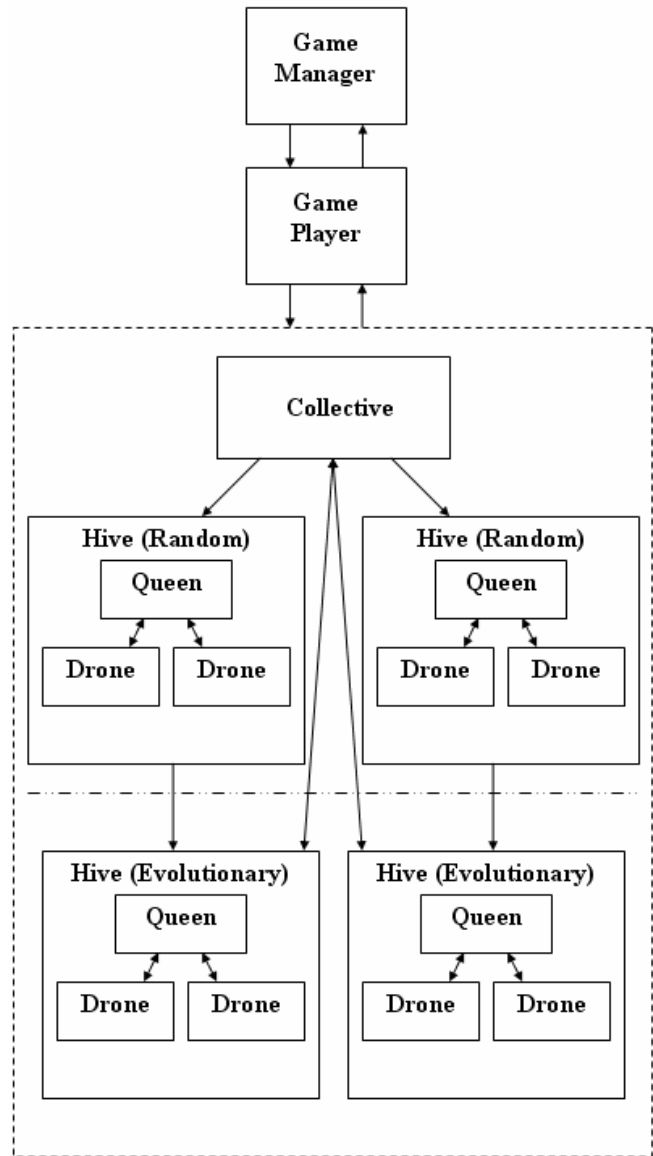 Game
Manager
Game
Player
Collective
Hive (Random)
Queen
Drone
Drone
Hive (Random)
Queen
Drone
Drone
Hive (Evolutionary)
Queen
Drone
Drone
Hive (Evolutionary)
Queen
Drone
Drone